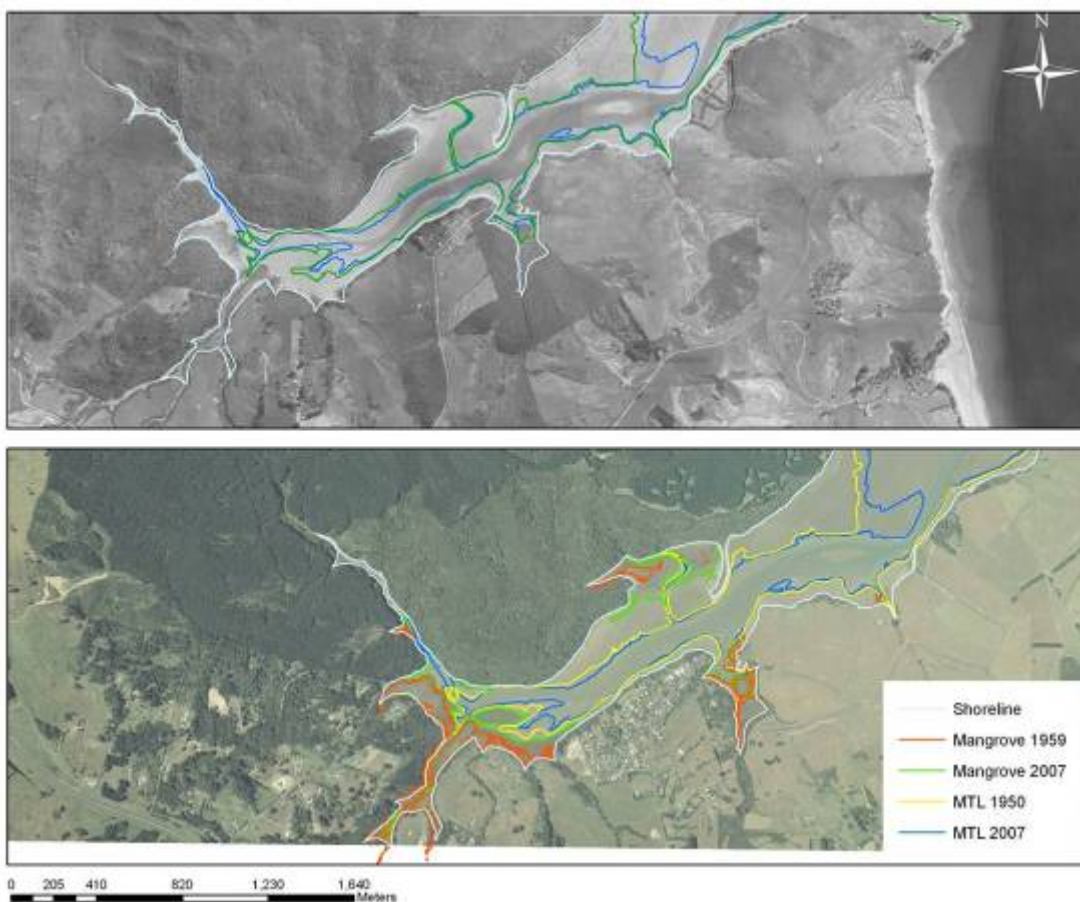 N
Shoreline
Mangrove 1959
Mangrove 2007
MTL 1950
MTL 2007
0 205 410 820 1,230 1,640
Meters